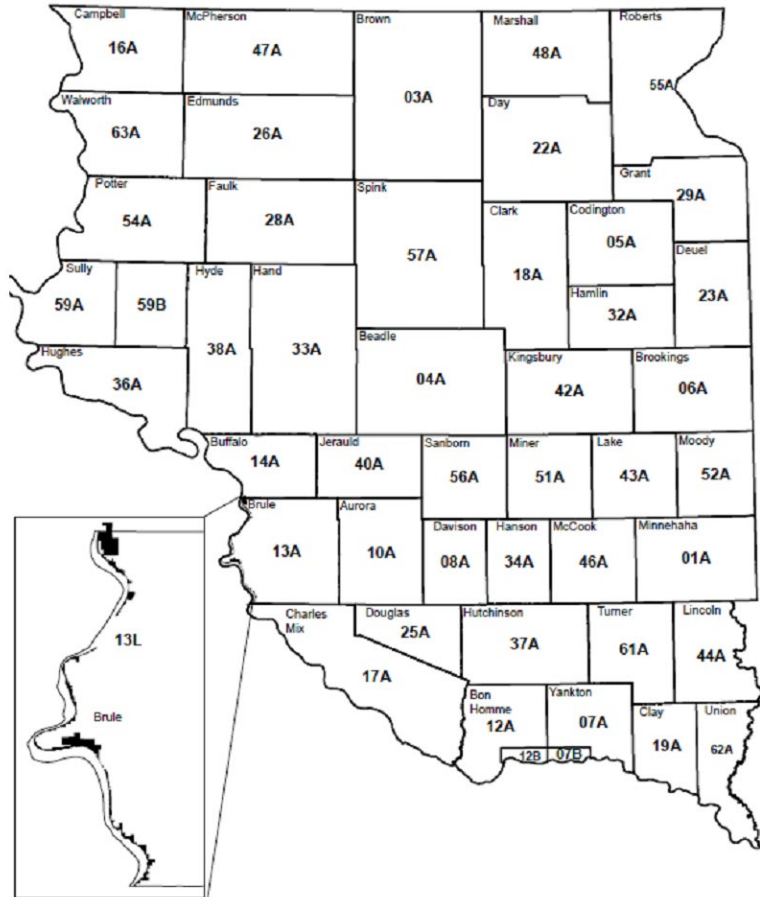 Campbell
16A
McPherson
47A
Brown
03A
Marshall
48A
Roberts
55A
Walworth
63A
Edmunds
26A
Day
22A
Potter
54A
Faulk
28A
Spink
57A
Grant
29A
Clark
18A
Codington
05A
Deuel
23A
Sully
59A
59B
Hyde
38A
Hand
33A
Hamlin
32A
Beadle
04A
Hughes
36A
Kingsbury
42A
Brookings
06A
Buffalo
14A
Jerauld
40A
Sanborn
56A
Miner
51A
Lake
43A
Moody
52A
Brule
13A
Aurora
10A
Davison
08A
Hanson
34A
McCook
46A
Minnehaha
01A
Charles
Mix
17A
Douglas
25A
Hutchinson
37A
Turner
61A
Lincoln
44A
Bon
Homme
12A
Yankton
07A
Clay
19A
Union
62A
12B
07B
13L
Brule